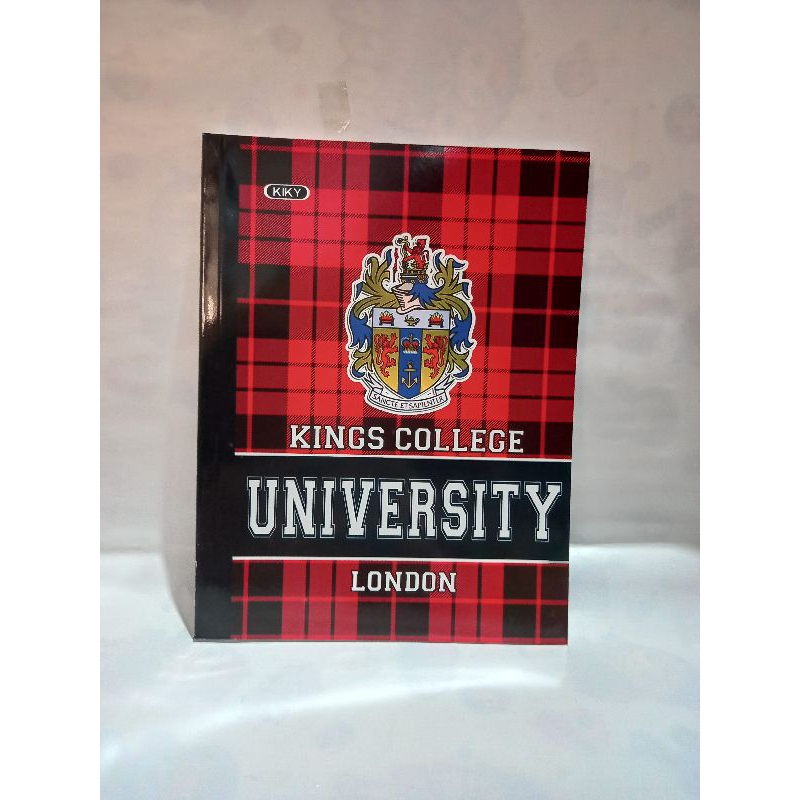 KIKY
SANCTE ET SAPIENTER
KINGS COLLEGE
UNIVERSITY
LONDON